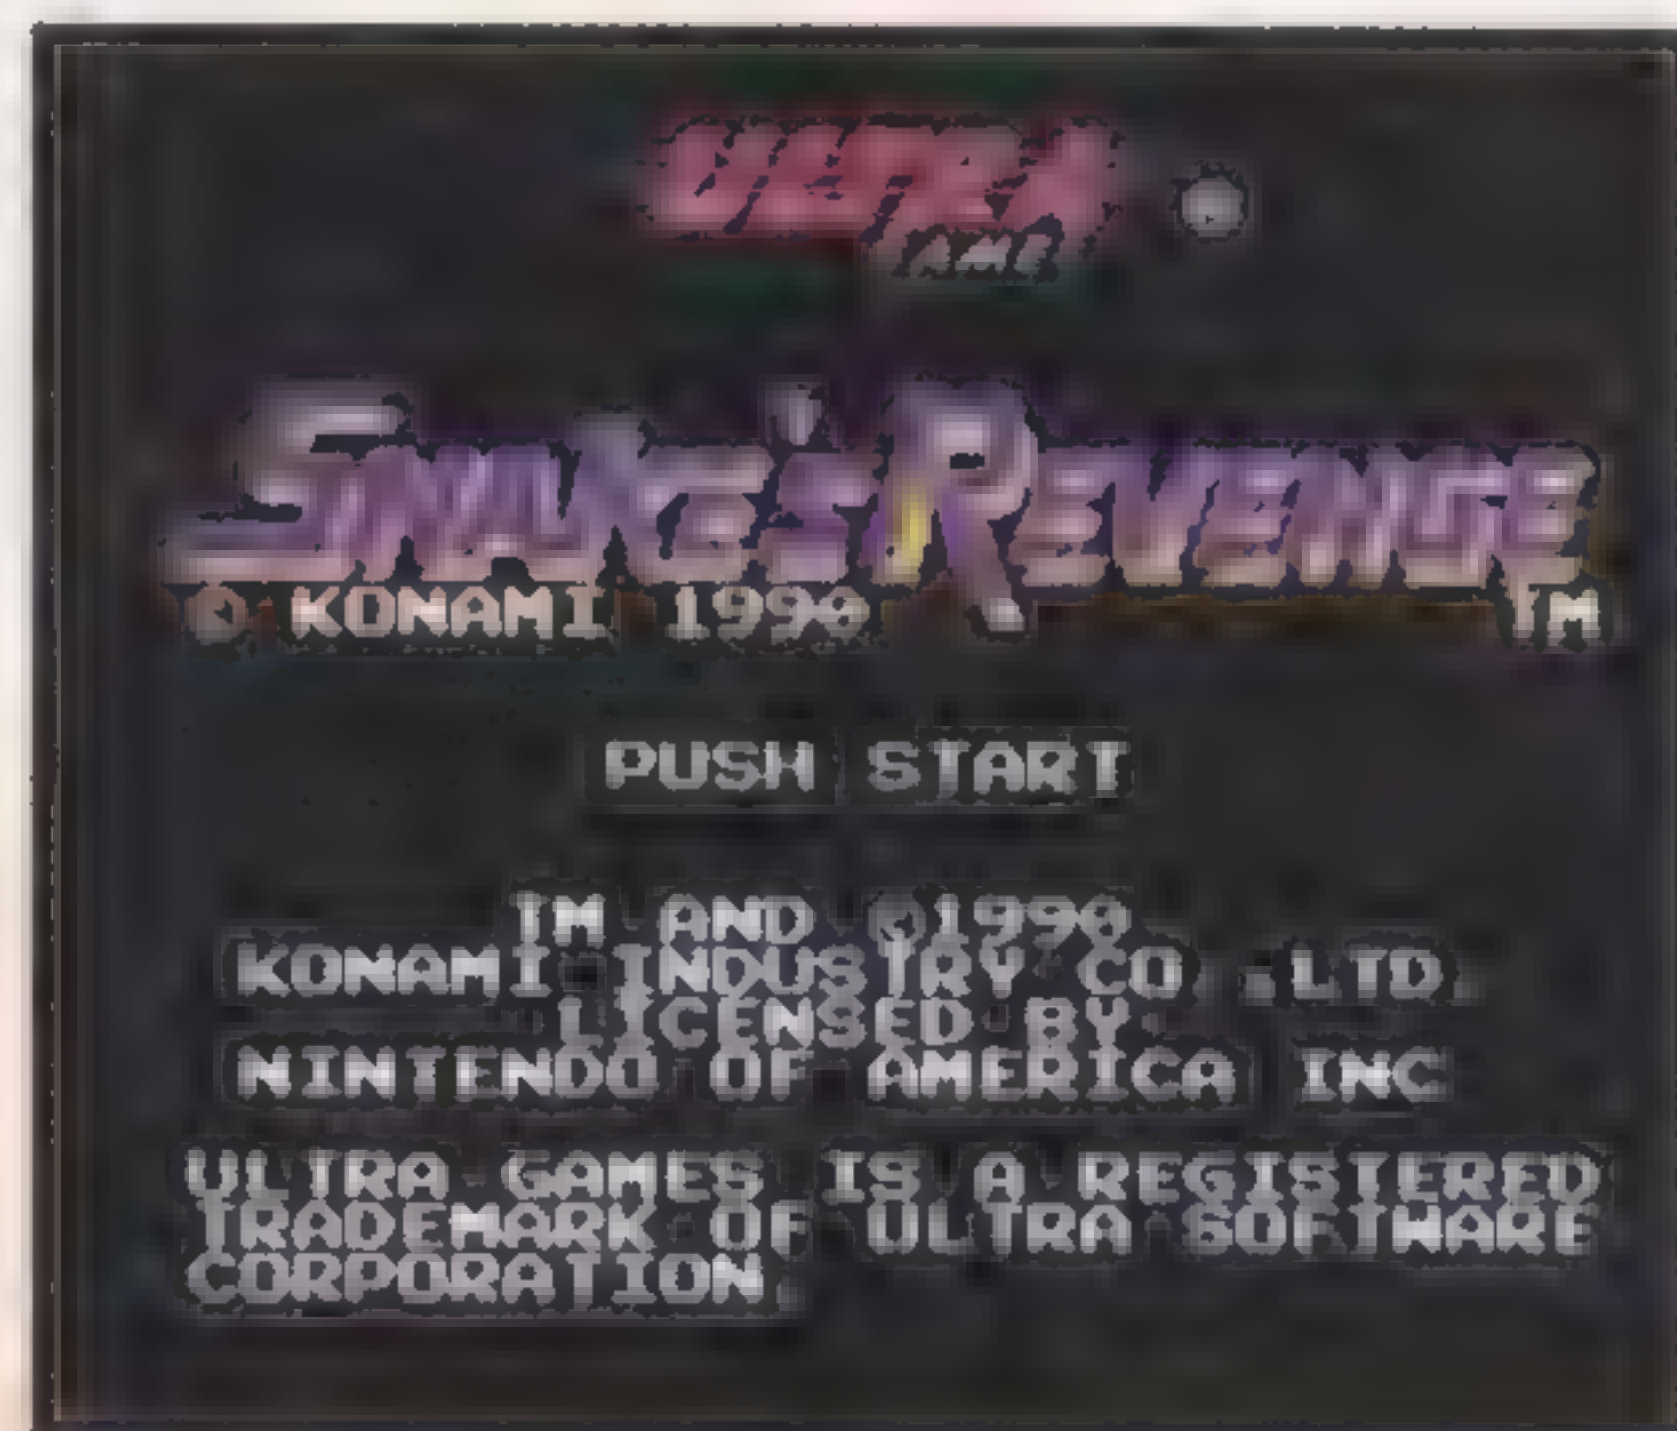 ULTRA
GAMES
®
SNAKE'S REVENGE
© KONAMI 1990 TM
PUSH START
TM AND ©1990
KONAMI INDUSTRY CO .LTD.
LICENSED BY
NINTENDO OF AMERICA INC
ULTRA GAMES IS A REGISTERED
TRADEMARK OF ULTRA SOFTWARE
CORPORATION